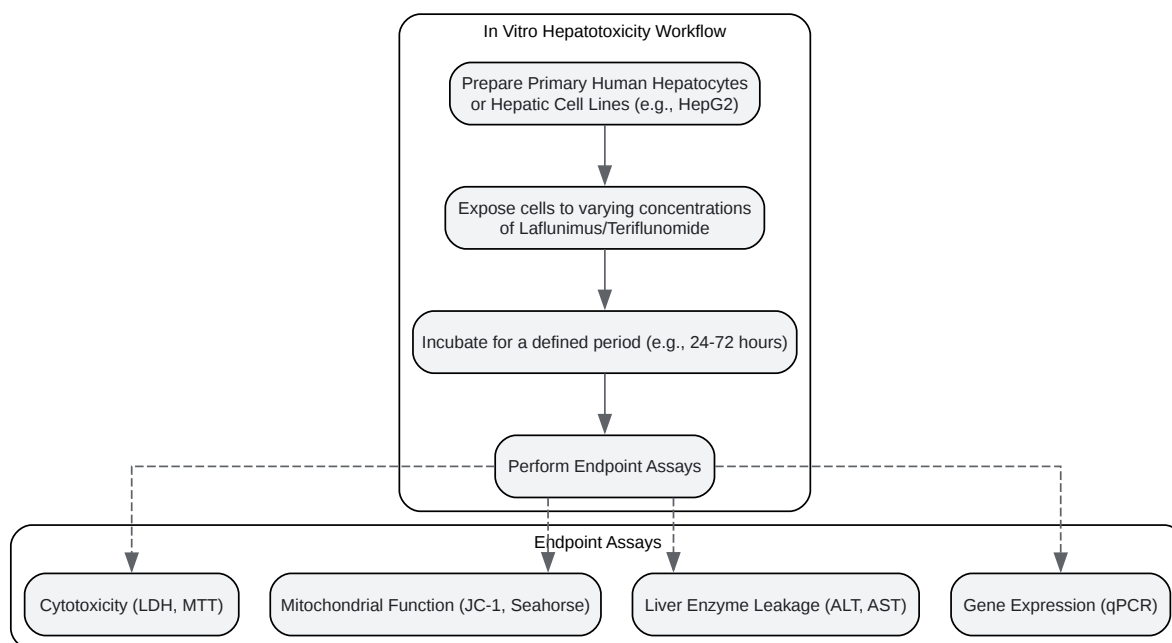 In Vitro Hepatotoxicity Workflow
Prepare Primary Human Hepatocytes
or Hepatic Cell Lines (e.g., HepG2)
Expose cells to varying concentrations
of Laflunimus/Teriflunomide
Incubate for a defined period (e.g., 24-72 hours)
Perform Endpoint Assays
Endpoint Assays
Cytotoxicity (LDH, MTT)
Mitochondrial Function (JC-1, Seahorse)
Liver Enzyme Leakage (ALT, AST)
Gene Expression (qPCR)